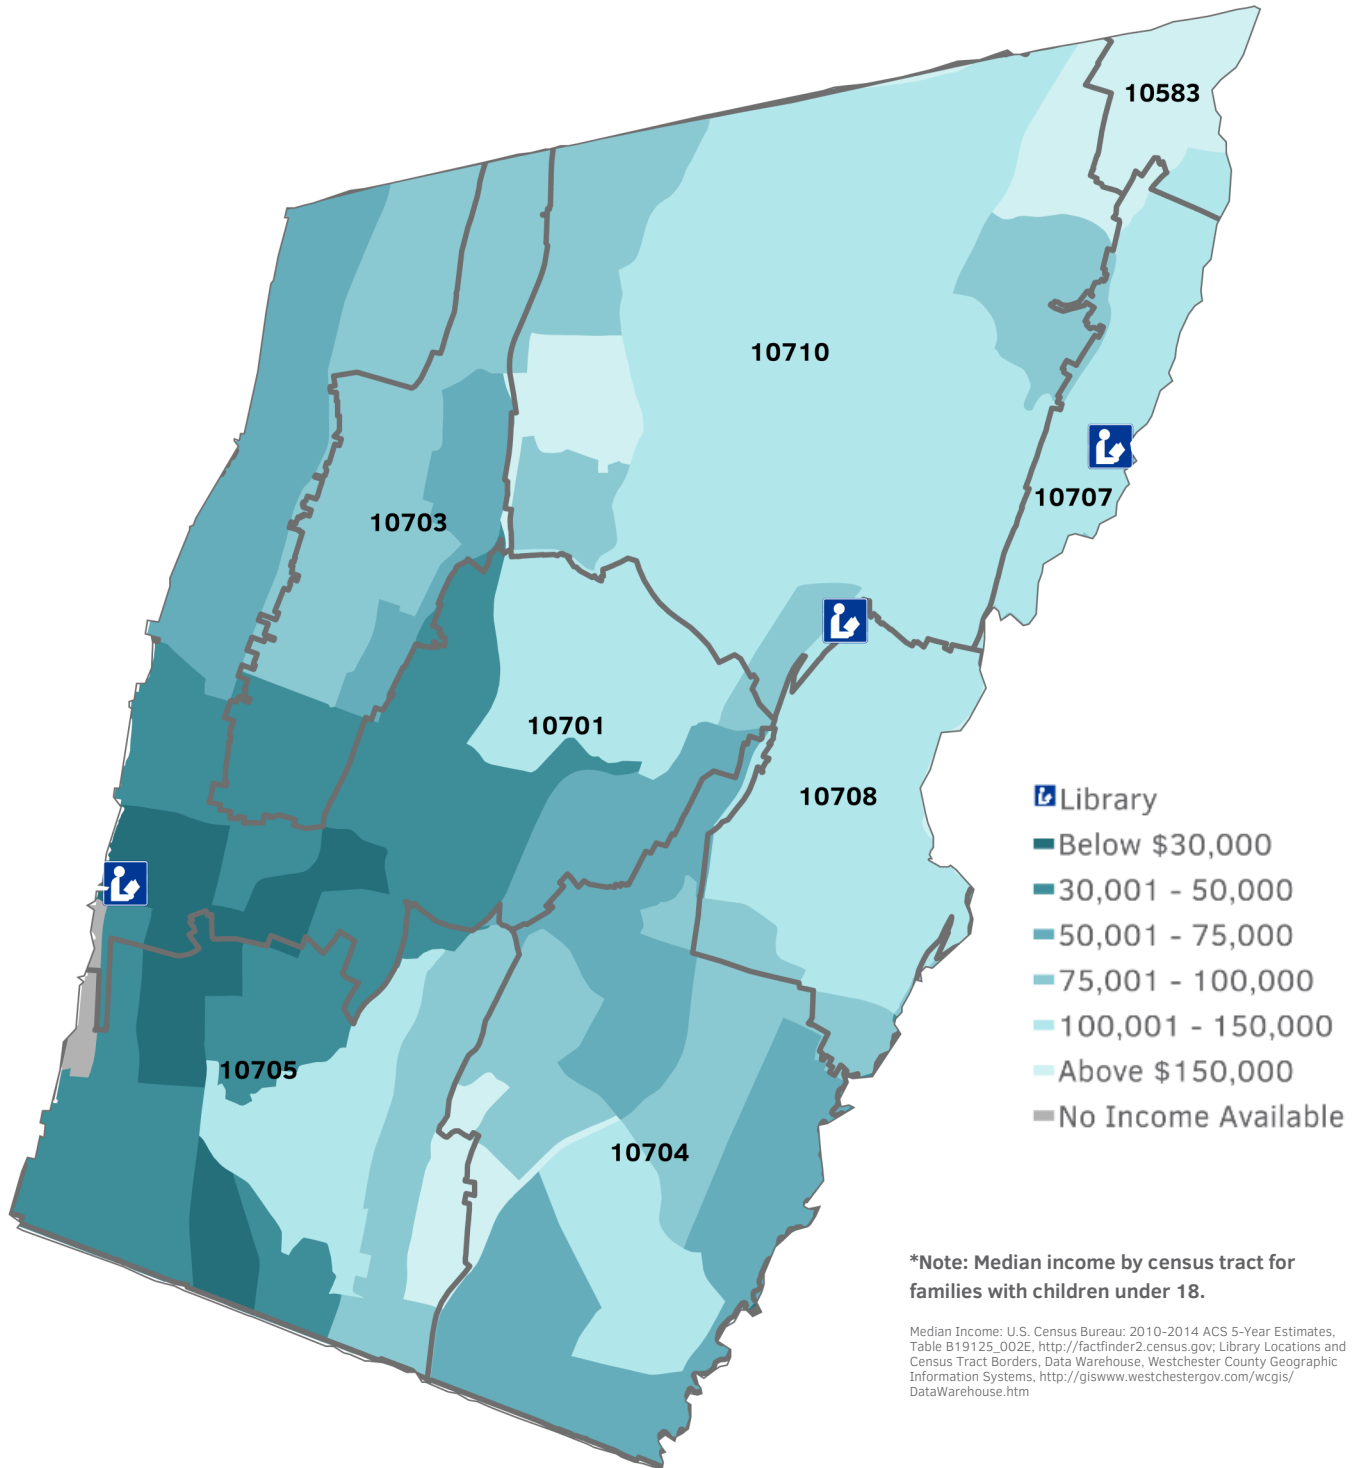 10583
10710
10707
10703
10701
10708
Library
Below $30,000
30,001 - 50,000
50,001 - 75,000
75,001 - 100,000
100,001 - 150,000
Above $150,000
No Income Available
10705
10704
*Note: Median income by census tract for
families with children under 18.
Median Income: U.S. Census Bureau: 2010-2014 ACS 5-Year Estimates,
Table B19125_002E, http://factfinder2.census.gov; Library Locations and
Census Tract Borders, Data Warehouse, Westchester County Geographic
Information Systems, http://giswww.westchestergov.com/wcgis/
DataWarehouse.htm